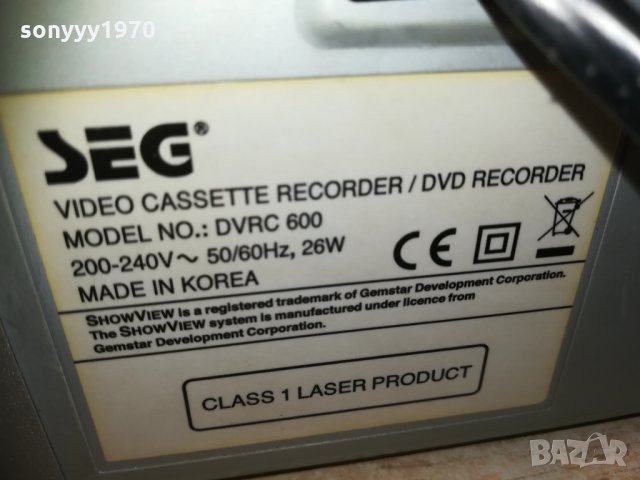 sonyyy1970
SEG®
VIDEO CASSETTE RECORDER / DVD RECORDER
MODEL NO.: DVRC 600
200-240V~ 50/60Hz, 26W
MADE IN KOREA
CE
SHOWVIEW is a registered trademark of Gemstar Development Corporation.
The SHOWVIEW system is manufactured under licence from
Gemstar Development Corporation.
CLASS 1 LASER PRODUCT
BAZAR